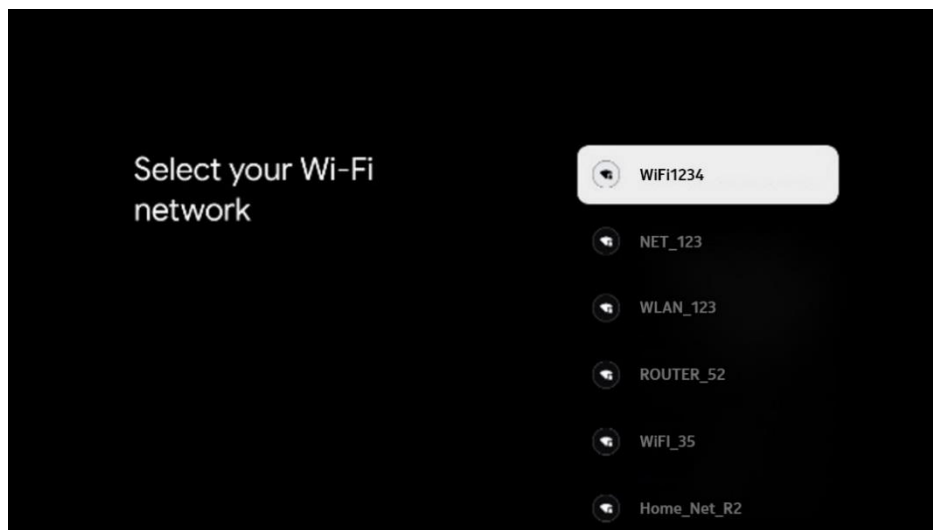 Select your Wi-Fi
network
WiFi1234
NET_123
WLAN_123
ROUTER_52
WiFI_35
Home_Net_R2